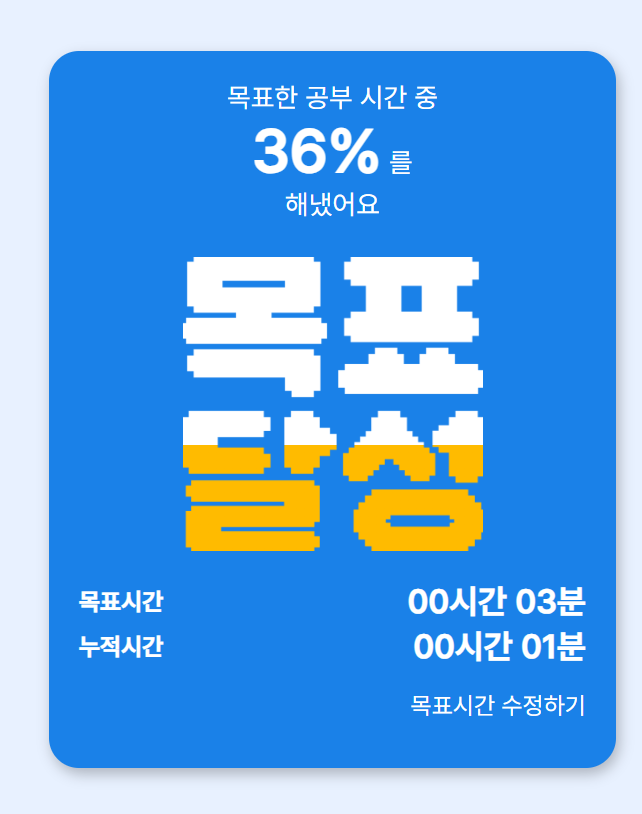 목표한 공부 시간 중
36% 를
해냈어요
목표
달성
목표시간 00시간 03분
누적시간 00시간 01분
목표시간 수정하기